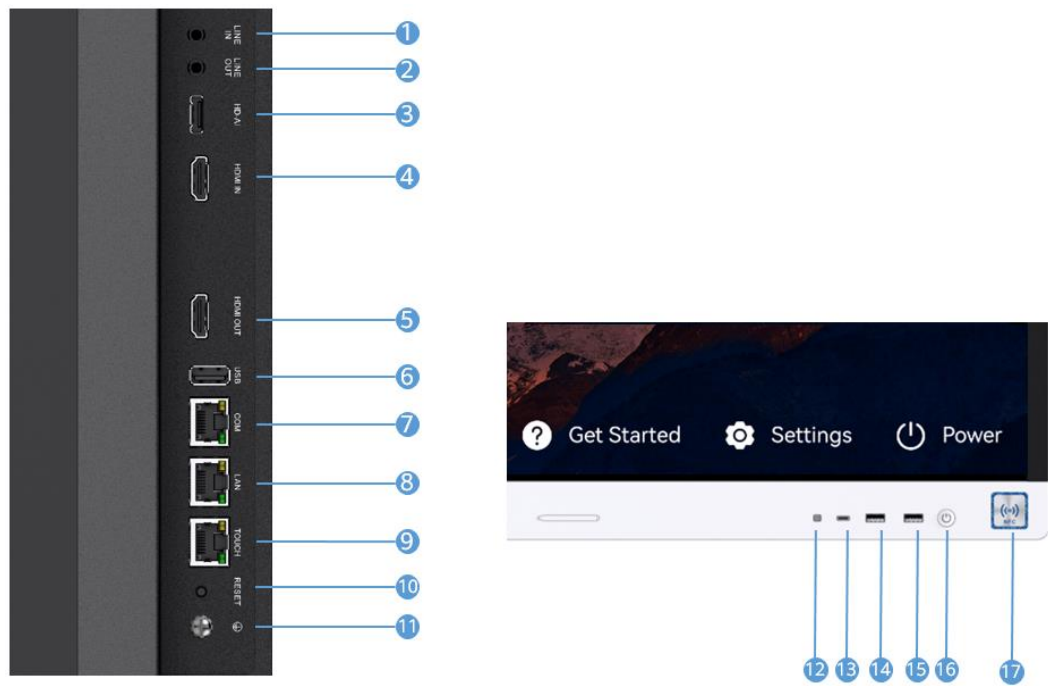 LINE IN
1
LINE OUT
2
HD-AI
3
HDMI IN
4
HDMI OUT
5
USB
6
COM
7
LAN
8
TOUCH
9
RESET
10
11
? Get Started
Settings
Power
NFC
12
13
14
15
16
17